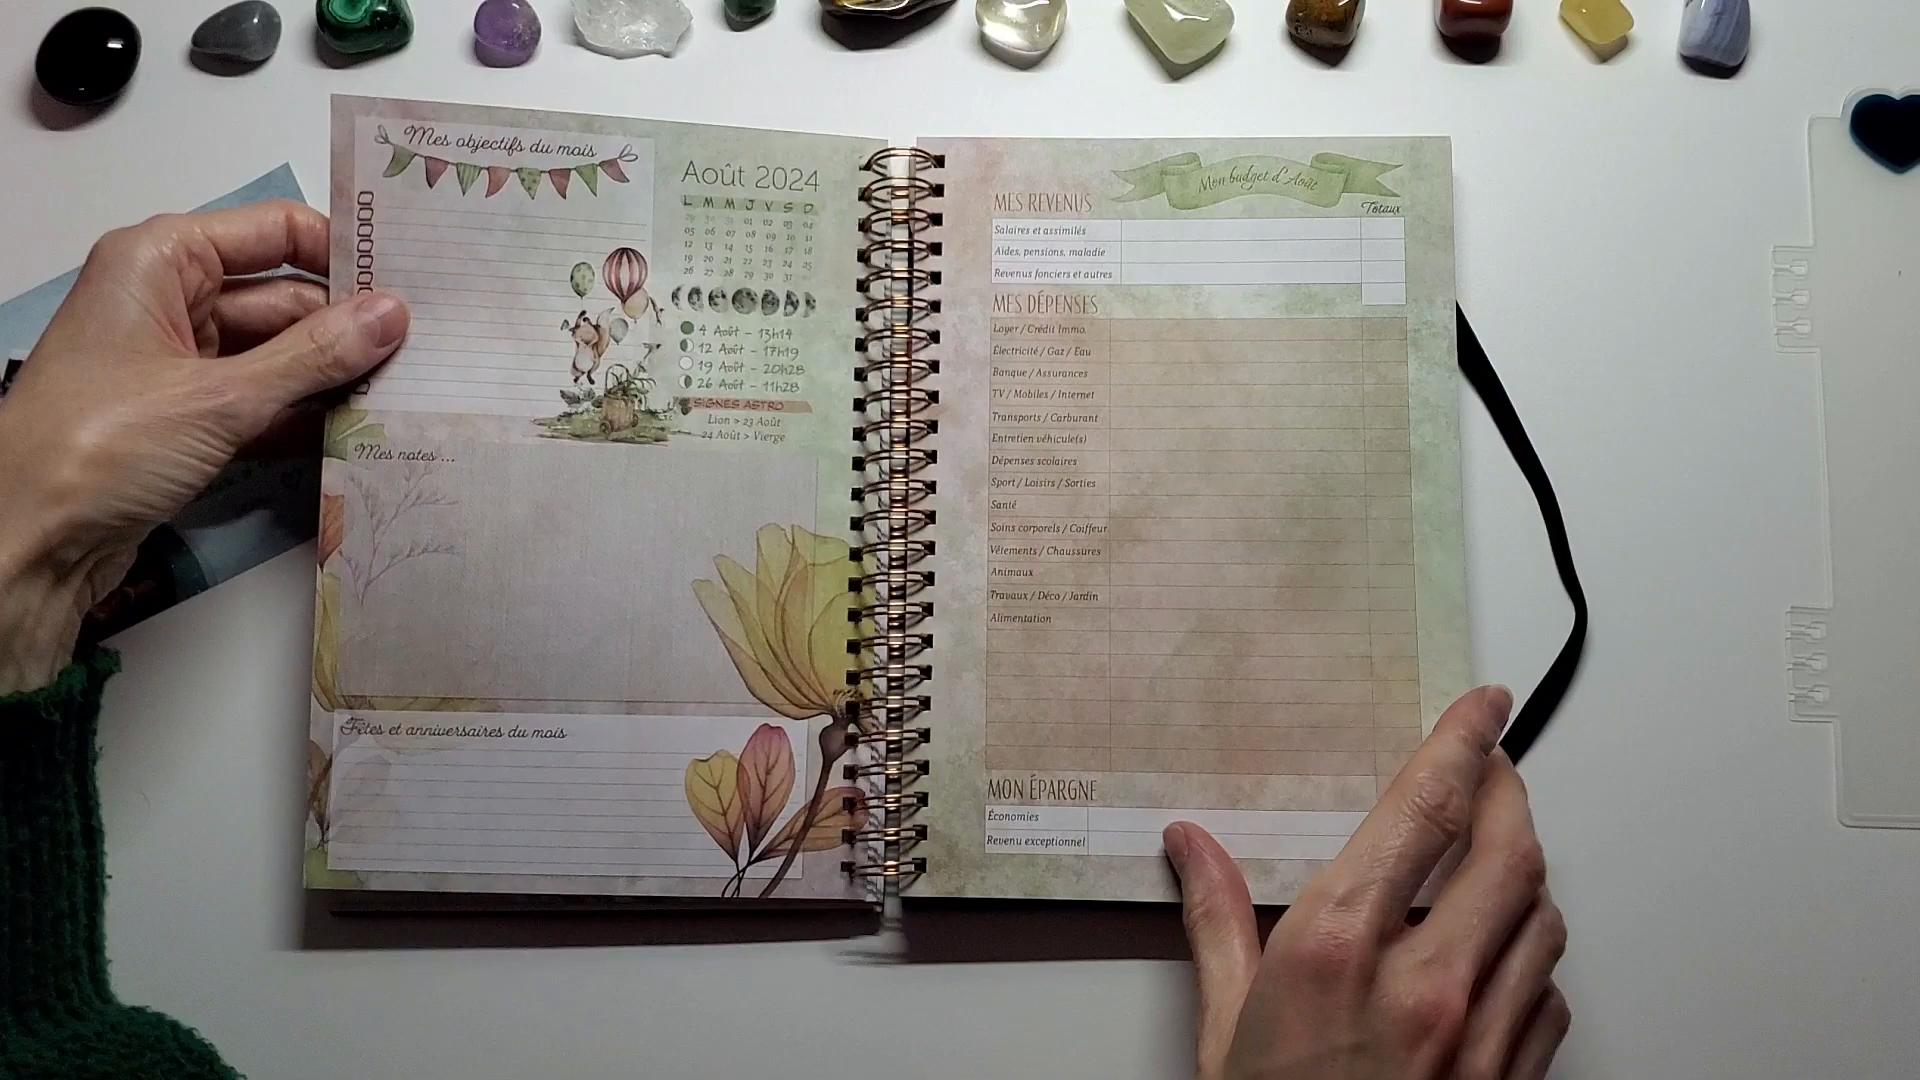 Mes objectifs du mois
Août 2024
L M M J V S D
29 30 31 01 02 03 04
05 06 07 08 09 10 11
12 13 14 15 16 17 18
19 20 21 22 23 24 25
26 27 28 29 30 31
4 Août - 13h14
12 Août - 17h19
19 Août - 20h28
26 Août - 11h28
SIGNES ASTRO
Lion > 23 Août
24 Août > Vierge
Mes notes ...
Fêtes et anniversaires du mois
Mon budget d'Août
MES REVENUS
Totaux
Salaires et assimilés
Aides, pensions, maladie
Revenus fonciers et autres
MES DÉPENSES
Loyer / Crédit Immo.
Électricité / Gaz / Eau
Banque / Assurances
TV / Mobiles / Internet
Transports / Carburant
Entretien véhicule(s)
Dépenses scolaires
Sport / Loisirs / Sorties
Santé
Soins corporels / Coiffeur
Vêtements / Chaussures
Animaux
Travaux / Déco / Jardin
Alimentation
MON ÉPARGNE
Économies
Revenu exceptionnel